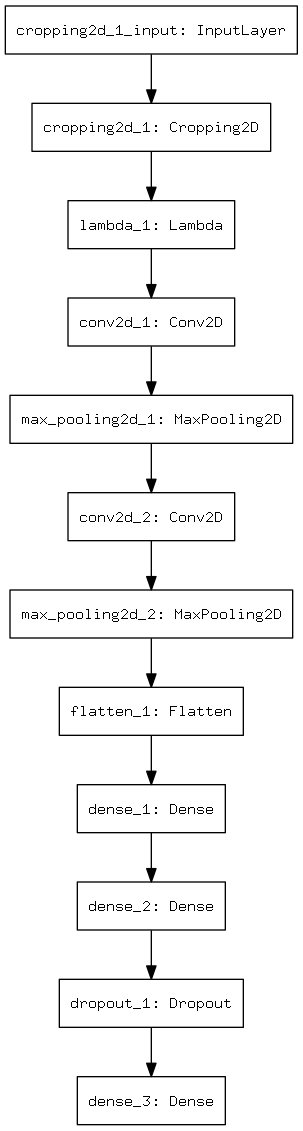 cropping2d_1_input: InputLayer
cropping2d_1: Cropping2D
lambda_1: Lambda
conv2d_1: Conv2D
max_pooling2d_1: MaxPooling2D
conv2d_2: Conv2D
max_pooling2d_2: MaxPooling2D
flatten_1: Flatten
dense_1: Dense
dense_2: Dense
dropout_1: Dropout
dense_3: Dense